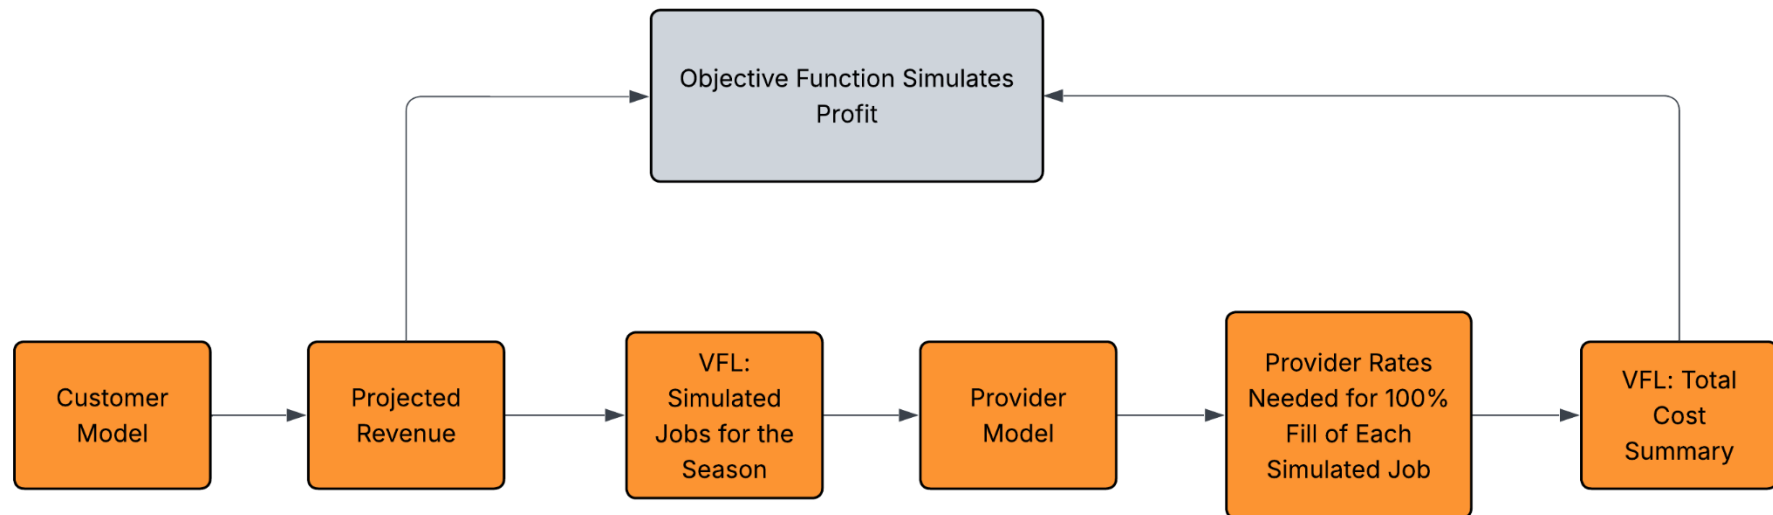 Objective Function Simulates
Profit
Customer
Model
Projected
Revenue
VFL:
Simulated
Jobs for the
Season
Provider
Model
Provider Rates
Needed for 100%
Fill of Each
Simulated Job
VFL: Total
Cost
Summary